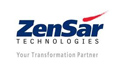 ZenSar
TECHNOLOGIES
Your Transformation Partner